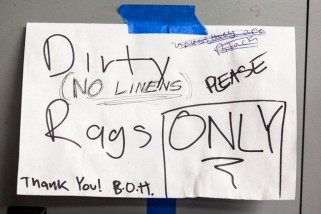 Dirty
(NO LINENS)
PLEASE
Rags ONLY
Thank You! B.O.H.